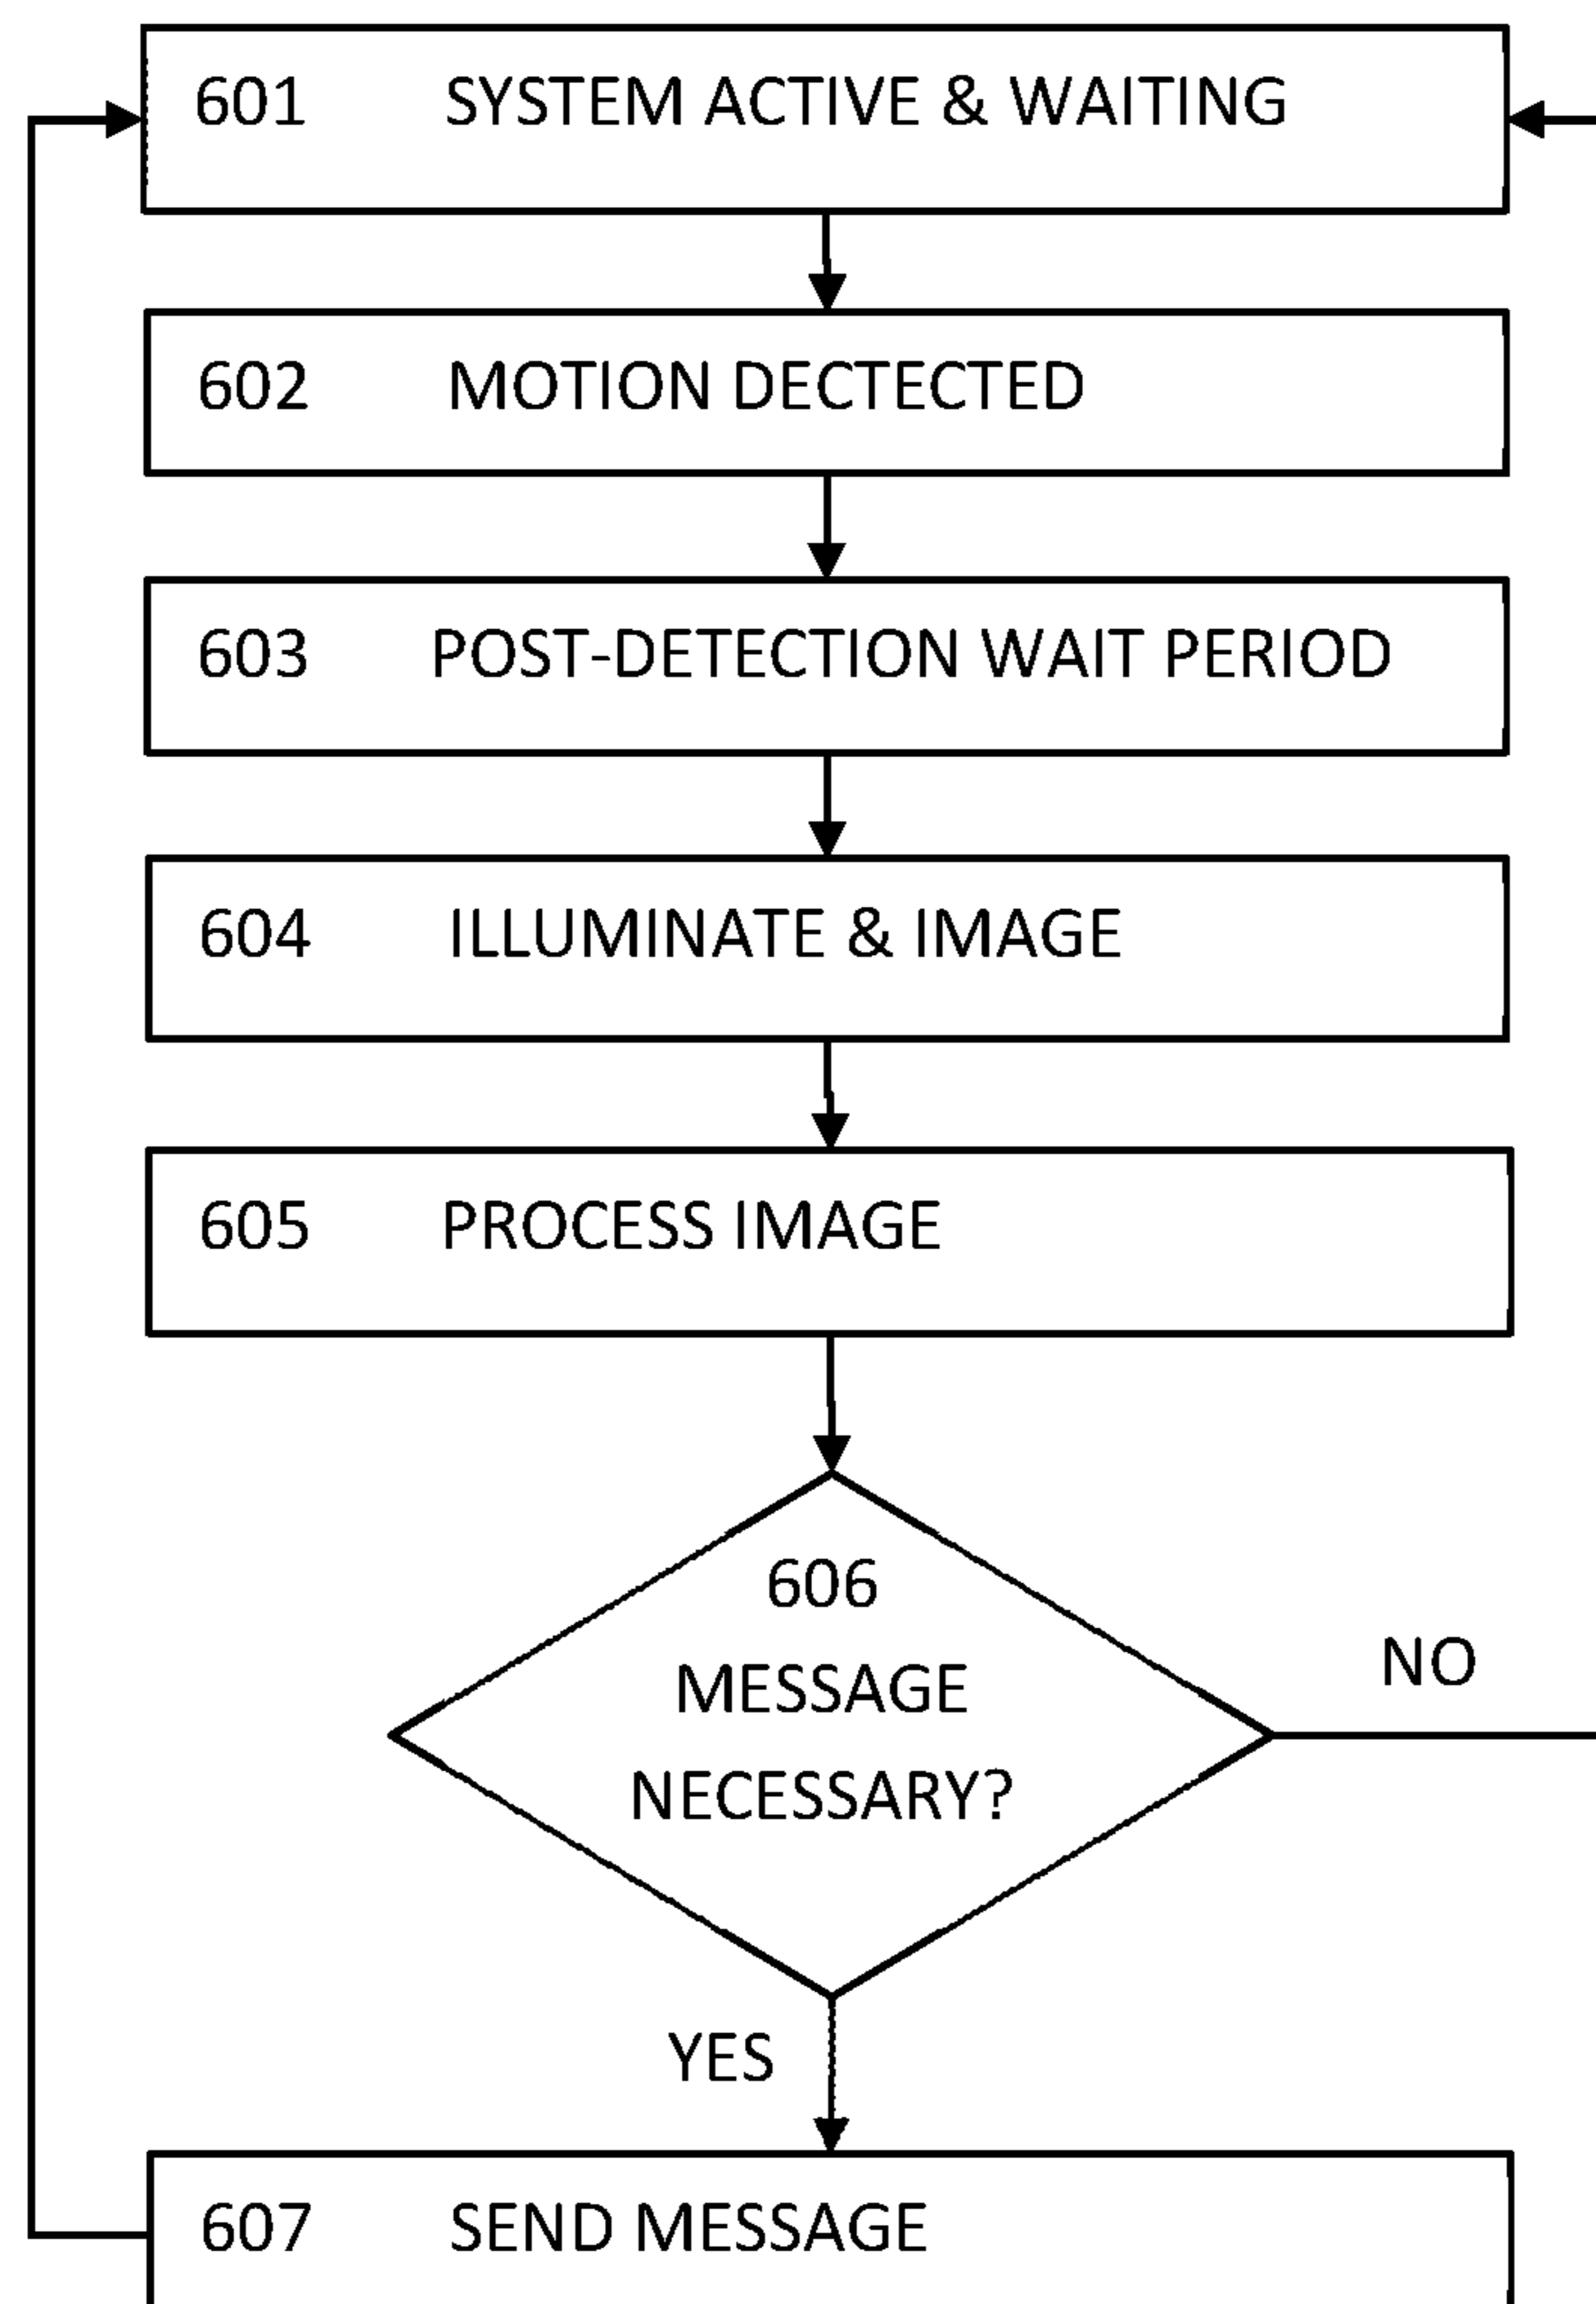 601 SYSTEM ACTIVE & WAITING
602 MOTION DECTECTED
603 POST-DETECTION WAIT PERIOD
604 ILLUMINATE & IMAGE
605 PROCESS IMAGE
606
MESSAGE
NECESSARY?
NO
YES
607 SEND MESSAGE